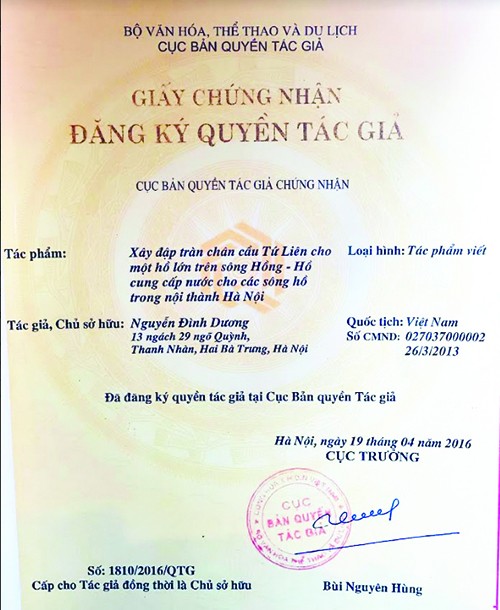 BỘ VĂN HÓA, THỂ THAO VÀ DU LỊCH
CỤC BẢN QUYỀN TÁC GIẢ
GIẤY CHỨNG NHẬN
ĐĂNG KÝ QUYỀN TÁC GIẢ
CỤC BẢN QUYỀN TÁC GIẢ CHỨNG NHẬN
Tác phẩm: Xây đập tràn chân cầu Tứ Liên cho Loại hình: Tác phẩm viết
một hồ lớn trên sông Hồng - Hồ
cung cấp nước cho các sông hồ
trong nội thành Hà Nội
Tác giả, Chủ sở hữu: Nguyễn Đình Dương Quốc tịch: Việt Nam
13 ngách 29 ngõ Quỳnh, Số CMND: 027037000002
Thanh Nhàn, Hai Bà Trưng, Hà Nội 26/3/2013
Đã đăng ký quyền tác giả tại Cục Bản quyền Tác giả
Hà Nội, ngày 19 tháng 04 năm 2016
CỤC TRƯỞNG
CỤC
BẢN QUYỀN
TÁC GIẢ
Số: 1810/2016/QTG
Cấp cho Tác giả đồng thời là Chủ sở hữu Bùi Nguyên Hùng